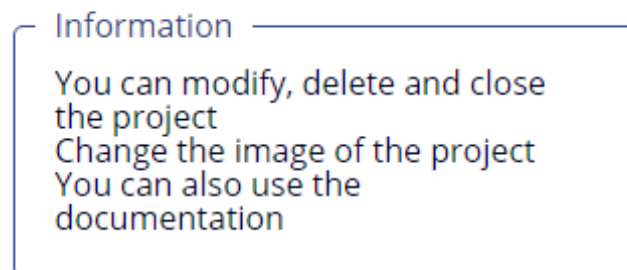 Information
You can modify, delete and close
the project
Change the image of the project
You can also use the
documentation